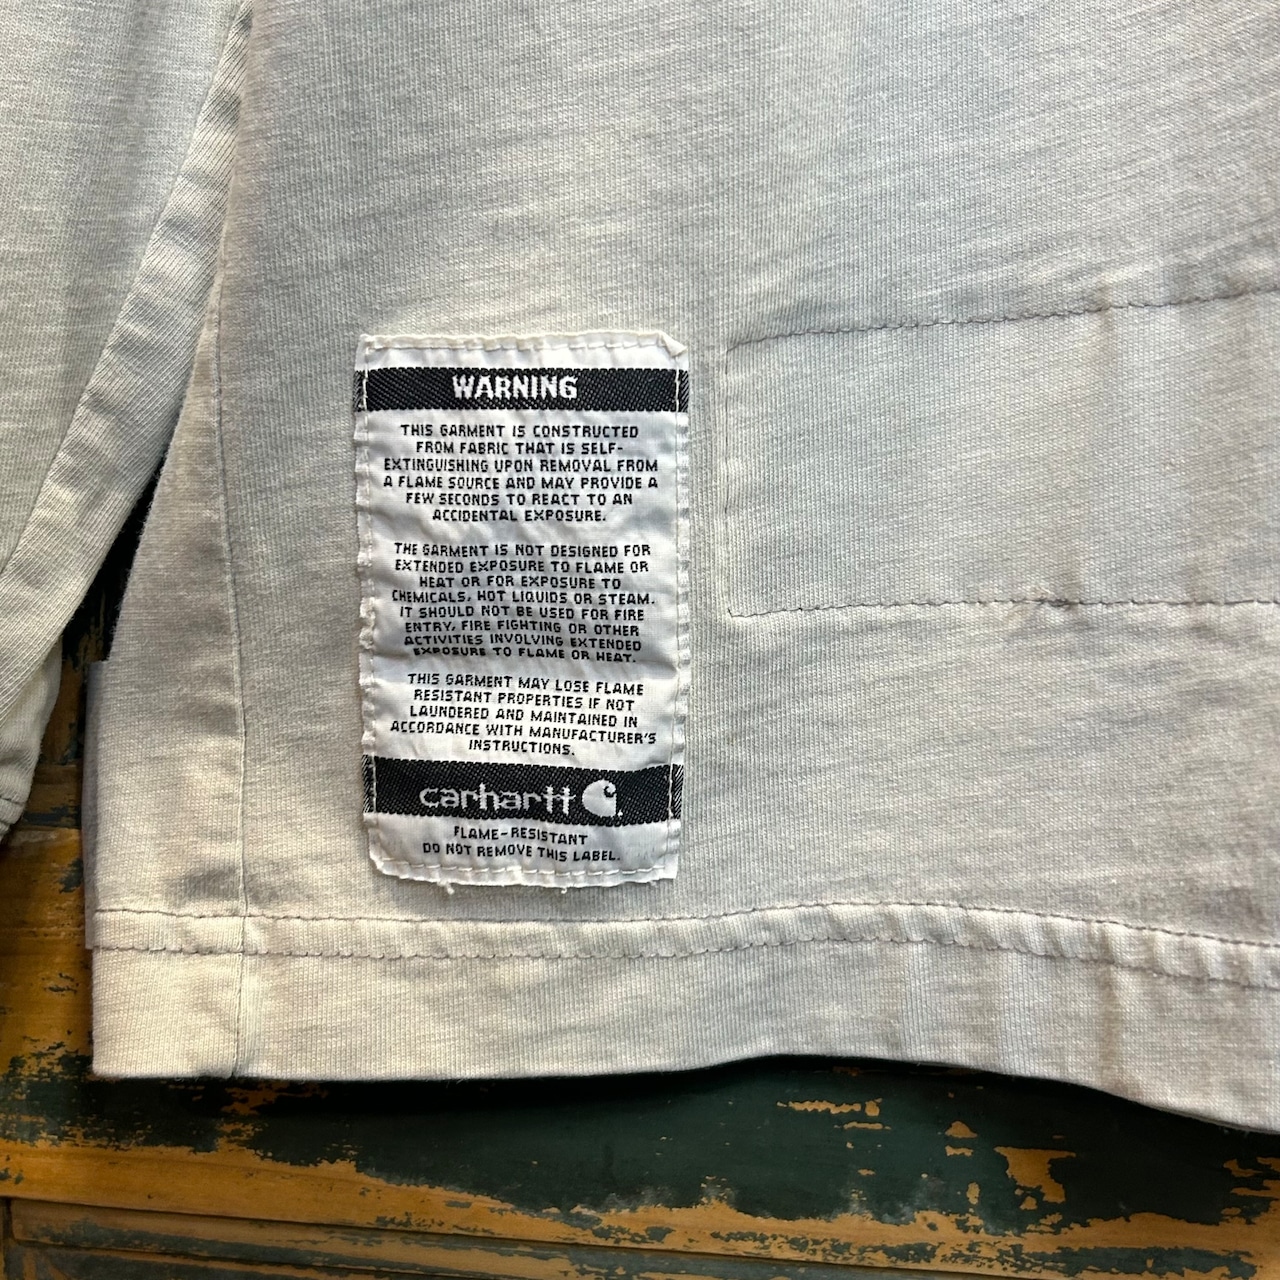 WARNING
THIS GARMENT IS CONSTRUCTED
FROM FABRIC THAT IS SELF-
EXTINGUISHING UPON REMOVAL FROM
A FLAME SOURCE AND MAY PROVIDE A
FEW SECONDS TO REACT TO AN
ACCIDENTAL EXPOSURE.
THE GARMENT IS NOT DESIGNED FOR
EXTENDED EXPOSURE TO FLAME OR
HEAT OR FOR EXPOSURE TO
CHEMICALS, HOT LIQUIDS OR STEAM.
IT SHOULD NOT BE USED FOR FIRE
ENTRY, FIRE FIGHTING OR OTHER
ACTIVITIES INVOLVING EXTENDED
EXPOSURE TO FLAME OR HEAT.
THIS GARMENT MAY LOSE FLAME
RESISTANT PROPERTIES IF NOT
LAUNDERED AND MAINTAINED IN
ACCORDANCE WITH MANUFACTURER'S
INSTRUCTIONS.
carhartt
FLAME-RESISTANT
DO NOT REMOVE THIS LABEL.